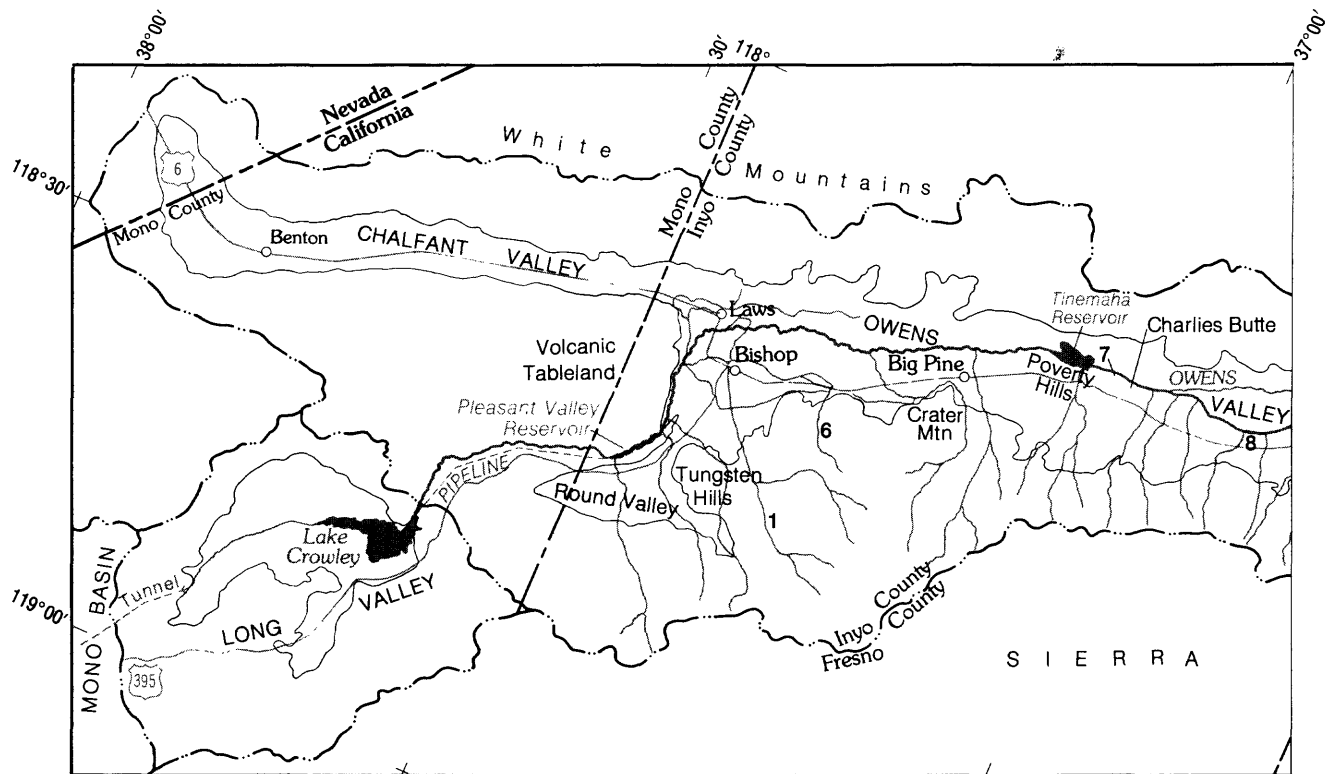 38°00'
30'
118°
37°00'
Nevada
California
118°30'
6
Mono County
White Mountains
County
County
Mono
Inyo
Benton
CHALFANT VALLEY
Laws
OWENS
Tinemaha
Reservoir
Charlies Butte
Volcanic
Tableland
Bishop
Big Pine
7
Poverty
Hills
OWENS
VALLEY
Pleasant Valley
Reservoir
Crater
Mtn
6
8
PIPELINE
Tungsten
Hills
Round Valley
1
Lake
Crowley
MONO BASIN
Tunnel
119°00'
LONG VALLEY
395
County
County
Inyo
Fresno
SIERRA